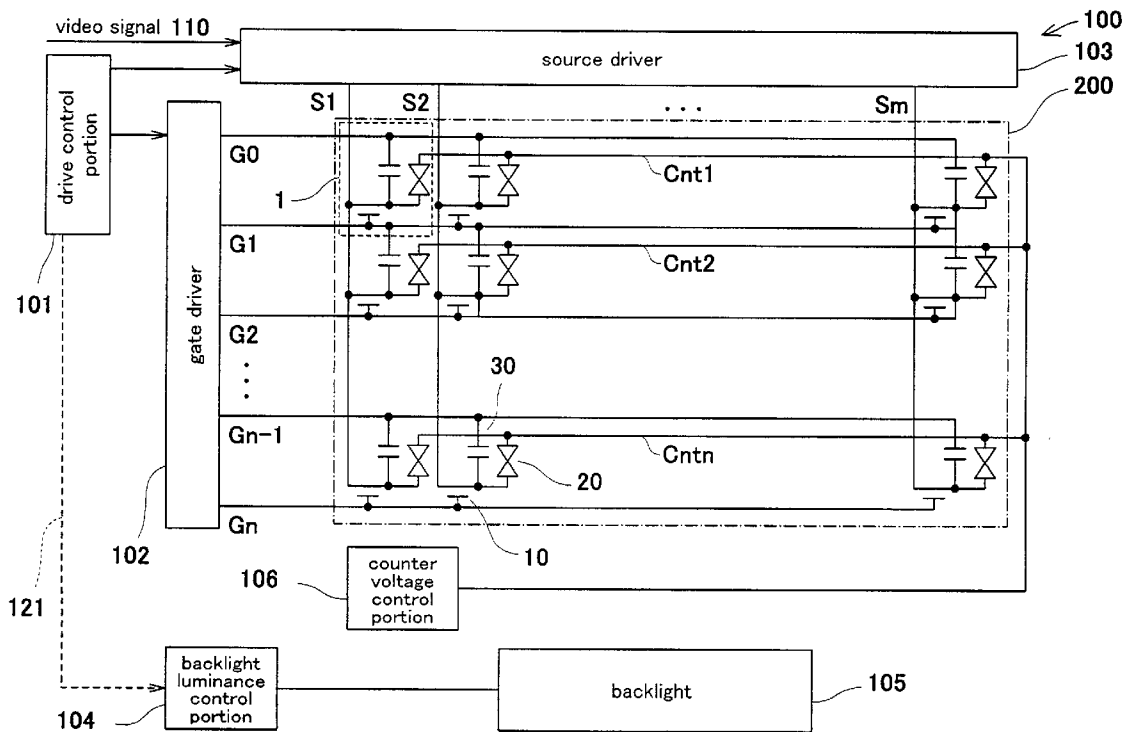 video signal 110
100
source driver
103
drive control
portion
S1
S2
. . .
Sm
200
G0
Cnt1
1
G1
Cnt2
101
gate driver
G2
30
Gn-1
Cntn
20
Gn
10
102
121
106
counter
voltage
control
portion
backlight
luminance
control
portion
backlight
105
104